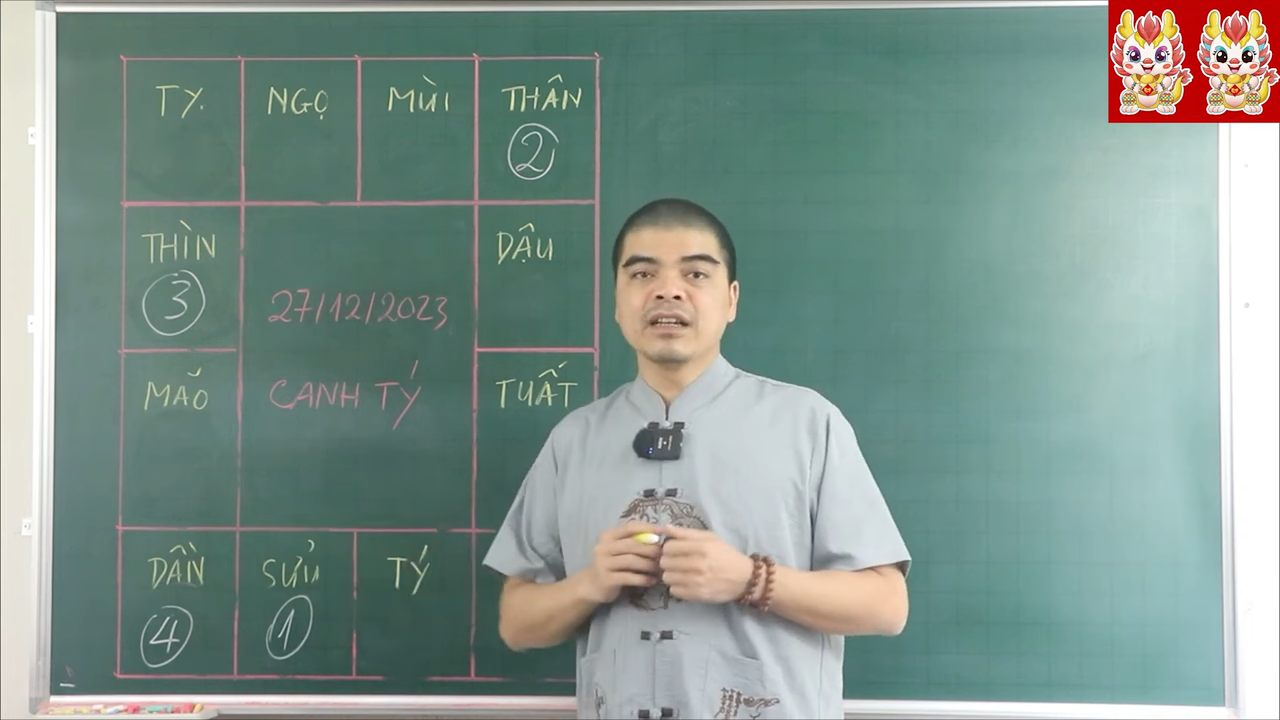 TỴ. NGỌ MÙI THÂN
②
THÌN DẬU
③
27/12/2023
MÃO CANH TÝ TUẤT
DẦN SỬU TÝ
④ ①